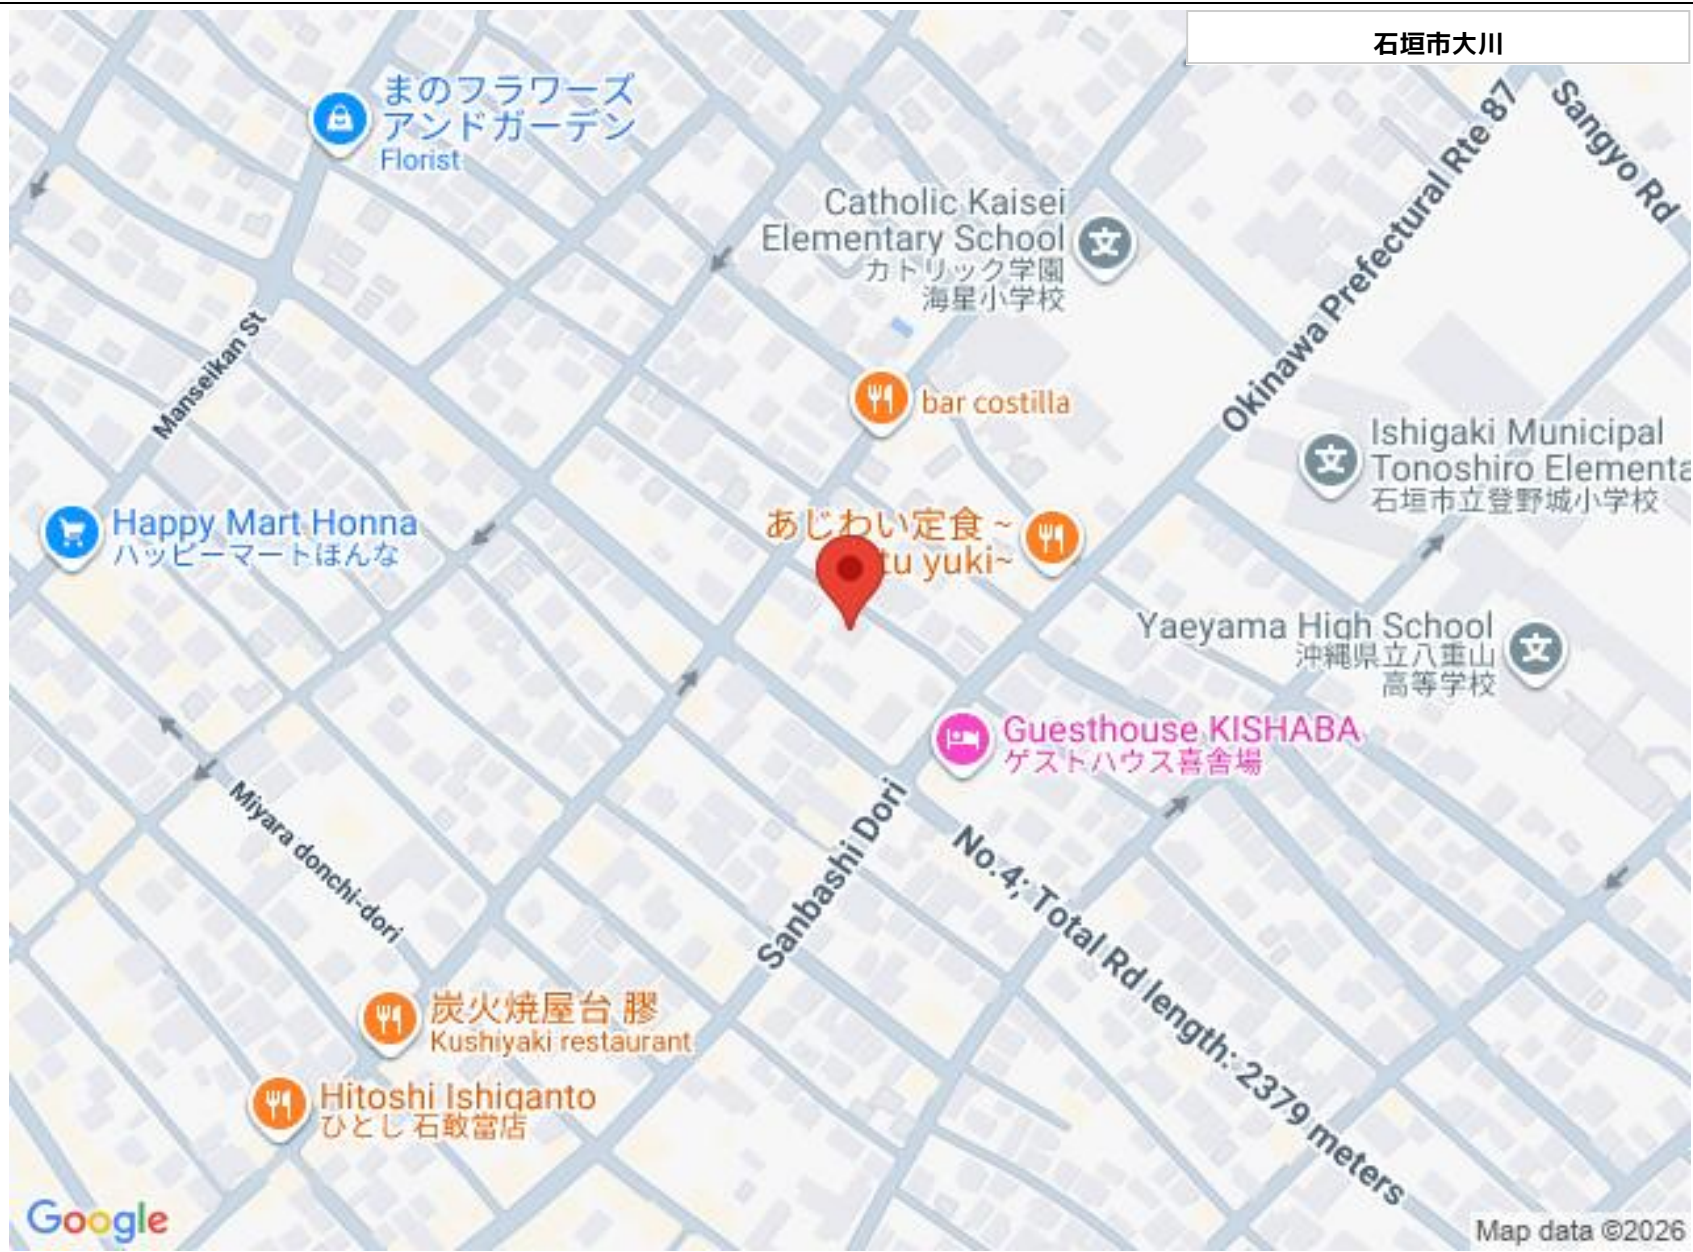 石垣市大川
まのフラワーズ
アンドガーデン
Florist
Sangyo Rd
Okinawa Prefectural Rte 87
Catholic Kaisei
Elementary School
カトリック学園
海星小学校
Manseikan St
bar costilla
Ishigaki Municipal
Tonoshiro Elementa
石垣市立登野城小学校
Happy Mart Honna
ハッピーマートほんな
あじわい定食 ~
tu yuki~
Yaeyama High School
沖縄県立八重山
高等学校
Guesthouse KISHABA
ゲストハウス喜舎場
Miyara donchi-dori
Sanbashi Dori
No.4; Total Rd length: 2379 meters
炭火焼屋台 膠
Kushiyaki restaurant
Hitoshi Ishiganto
ひとし 石敢當店
Google
Map data ©2026